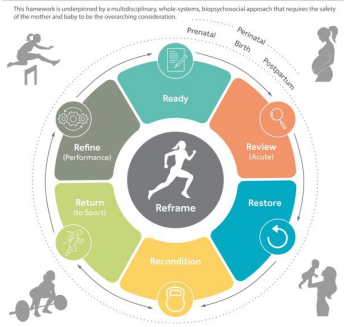 This framework is underpinned by a multidisciplinary, whole-systems, biopsychosocial approach that requires the safety
of the mother and baby to be the overarching consideration.
Prenatal
Perinatal
Birth
Postpartum
Ready
Refine
(Performance)
Review
(Acute)
Reframe
Return
(to Sport)
Restore
Recondition